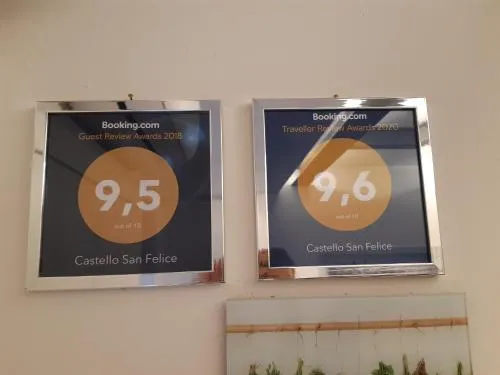 Booking.com
Guest Review Awards 2018
9,5
out of 10
Castello San Felice
Booking.com
Traveller Review Awards 2020
9,6
out of 10
Castello San Felice